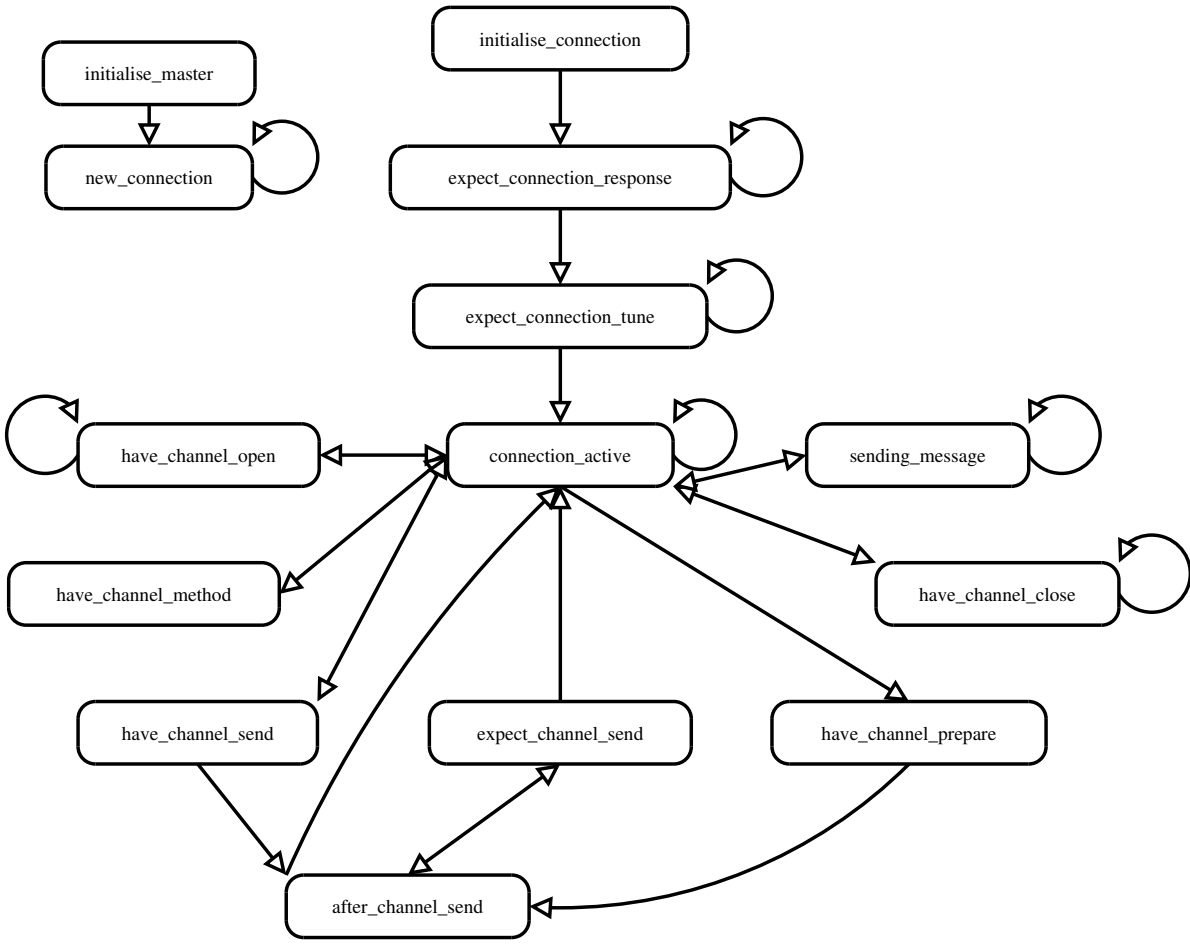 initialise_connection
initialise_master
new_connection
expect_connection_response
expect_connection_tune
have_channel_open
connection_active
sending_message
have_channel_method
have_channel_close
have_channel_send
expect_channel_send
have_channel_prepare
after_channel_send